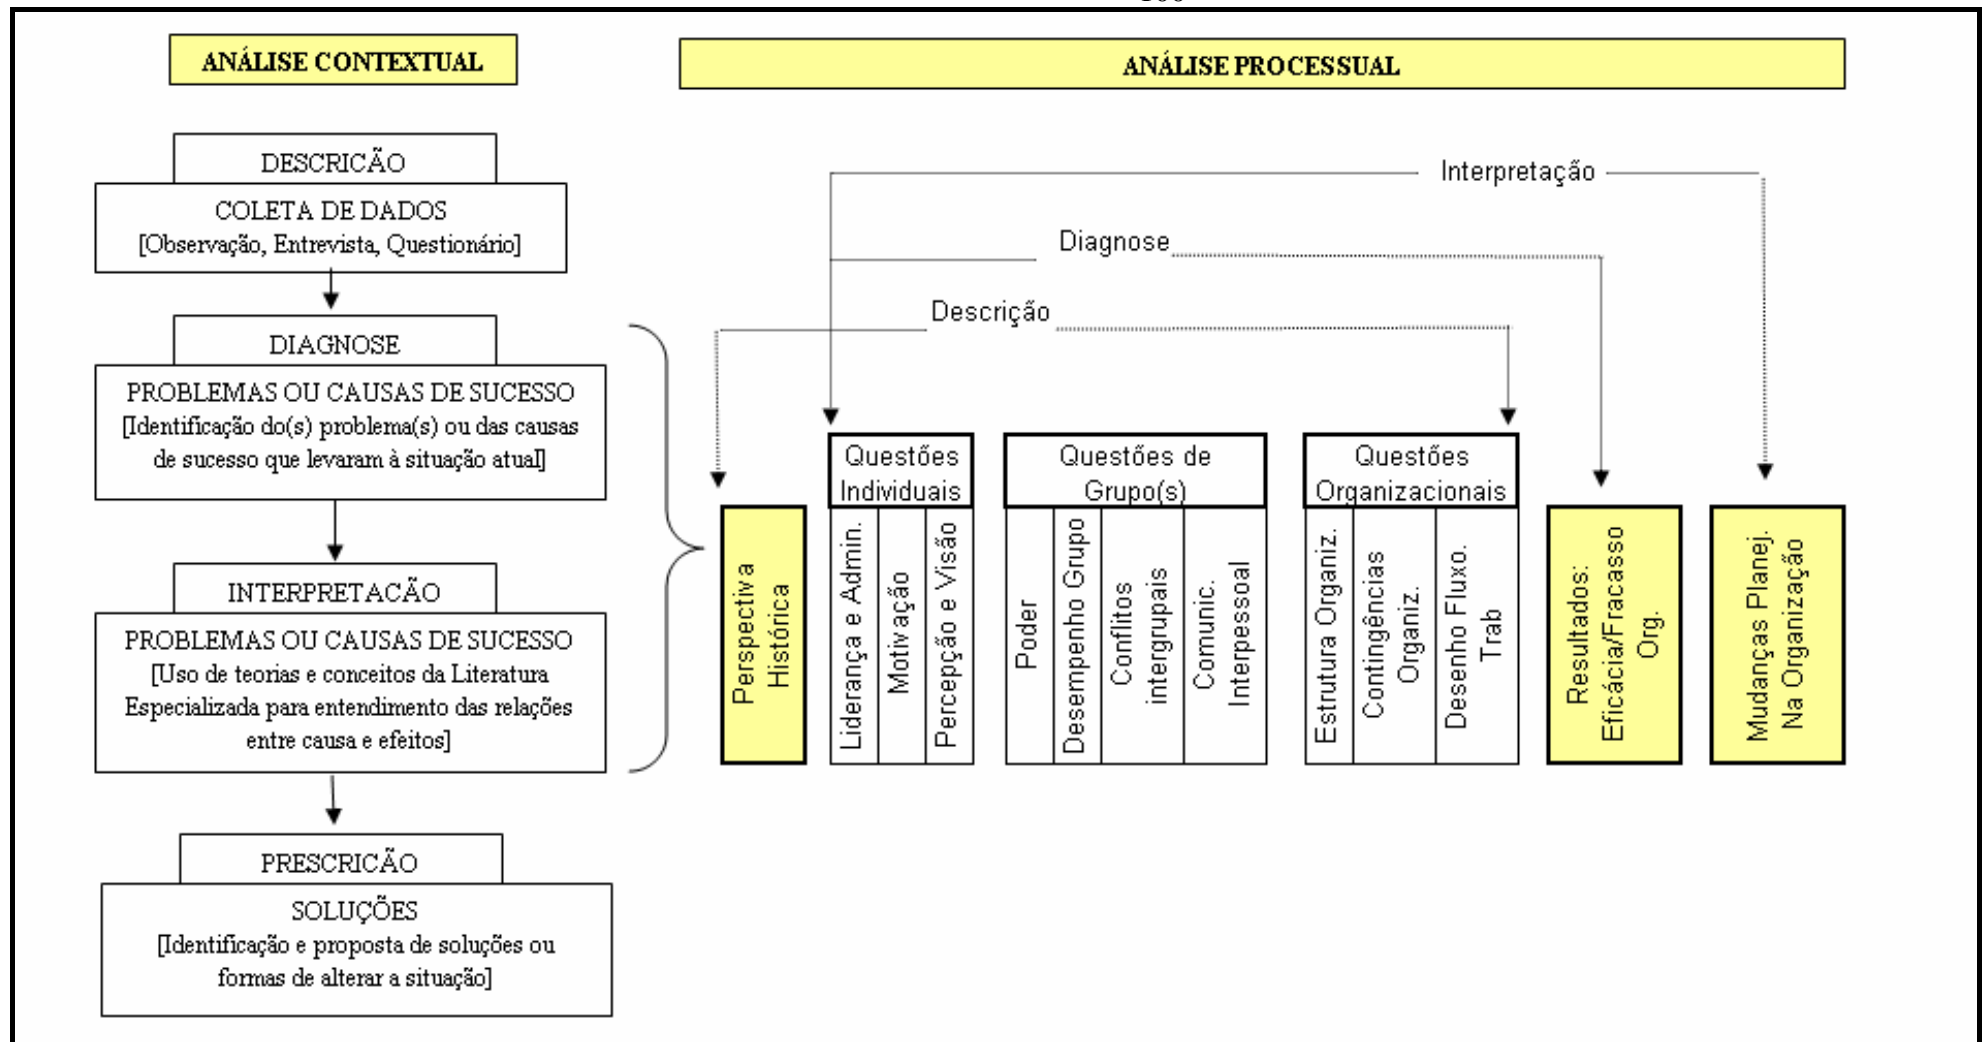 ANÁLISE CONTEXTUAL
ANÁLISE PROCESSUAL
DESCRICÃO
COLETA DE DADOS
[Observação, Entrevista, Questionário]
DIAGNOSE
PROBLEMAS OU CAUSAS DE SUCESSO
[Identificação do(s) problema(s) ou das causas
de sucesso que levaram à situação atual]
INTERPRETACÃO
PROBLEMAS OU CAUSAS DE SUCESSO
[Uso de teorias e conceitos da Literatura
Especializada para entendimento das relações
entre causa e efeitos]
PRESCRICÃO
SOLUÇÕES
[Identificação e proposta de soluções ou
formas de alterar a situação]
Interpretação
Diagnose
Descrição
Questões
Individuais
Questões de
Grupo(s)
Questões
Organizacionais
Perspectiva
Histórica
Liderança e Admin.
Motivação
Percepção e Visão
Poder
Desempenho Grupo
Conflitos
intergrupais
Comunic.
Interpessoal
Estrutura Organiz.
Contingências
Organiz.
Desenho Fluxo.
Trab
Resultados:
Eficácia/Fracasso
Org.
Mudanças Planej.
Na Organização